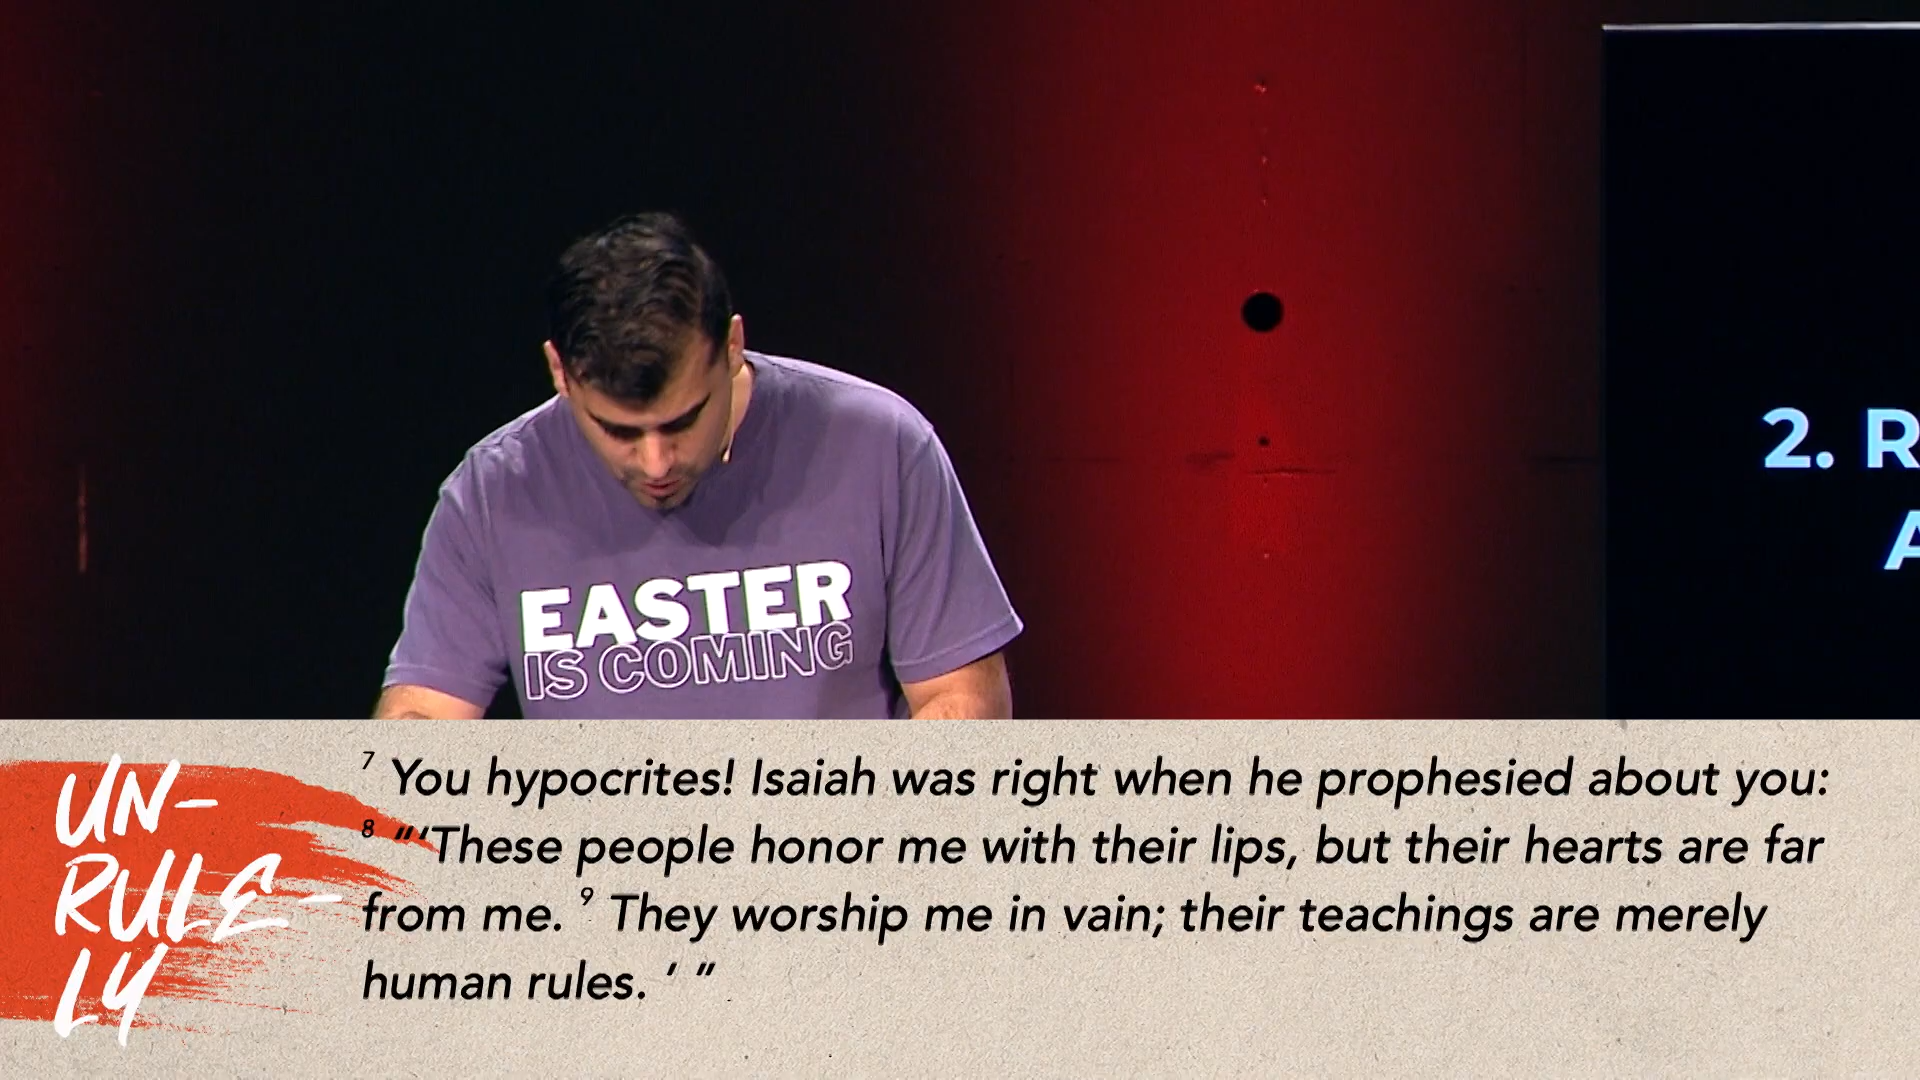 2. R
A
EASTER
IS COMING
UN-
RULE-
LY
⁷ You hypocrites! Isaiah was right when he prophesied about you:
⁸ “‘These people honor me with their lips, but their hearts are far
from me. ⁹ They worship me in vain; their teachings are merely
human rules. ’ ”